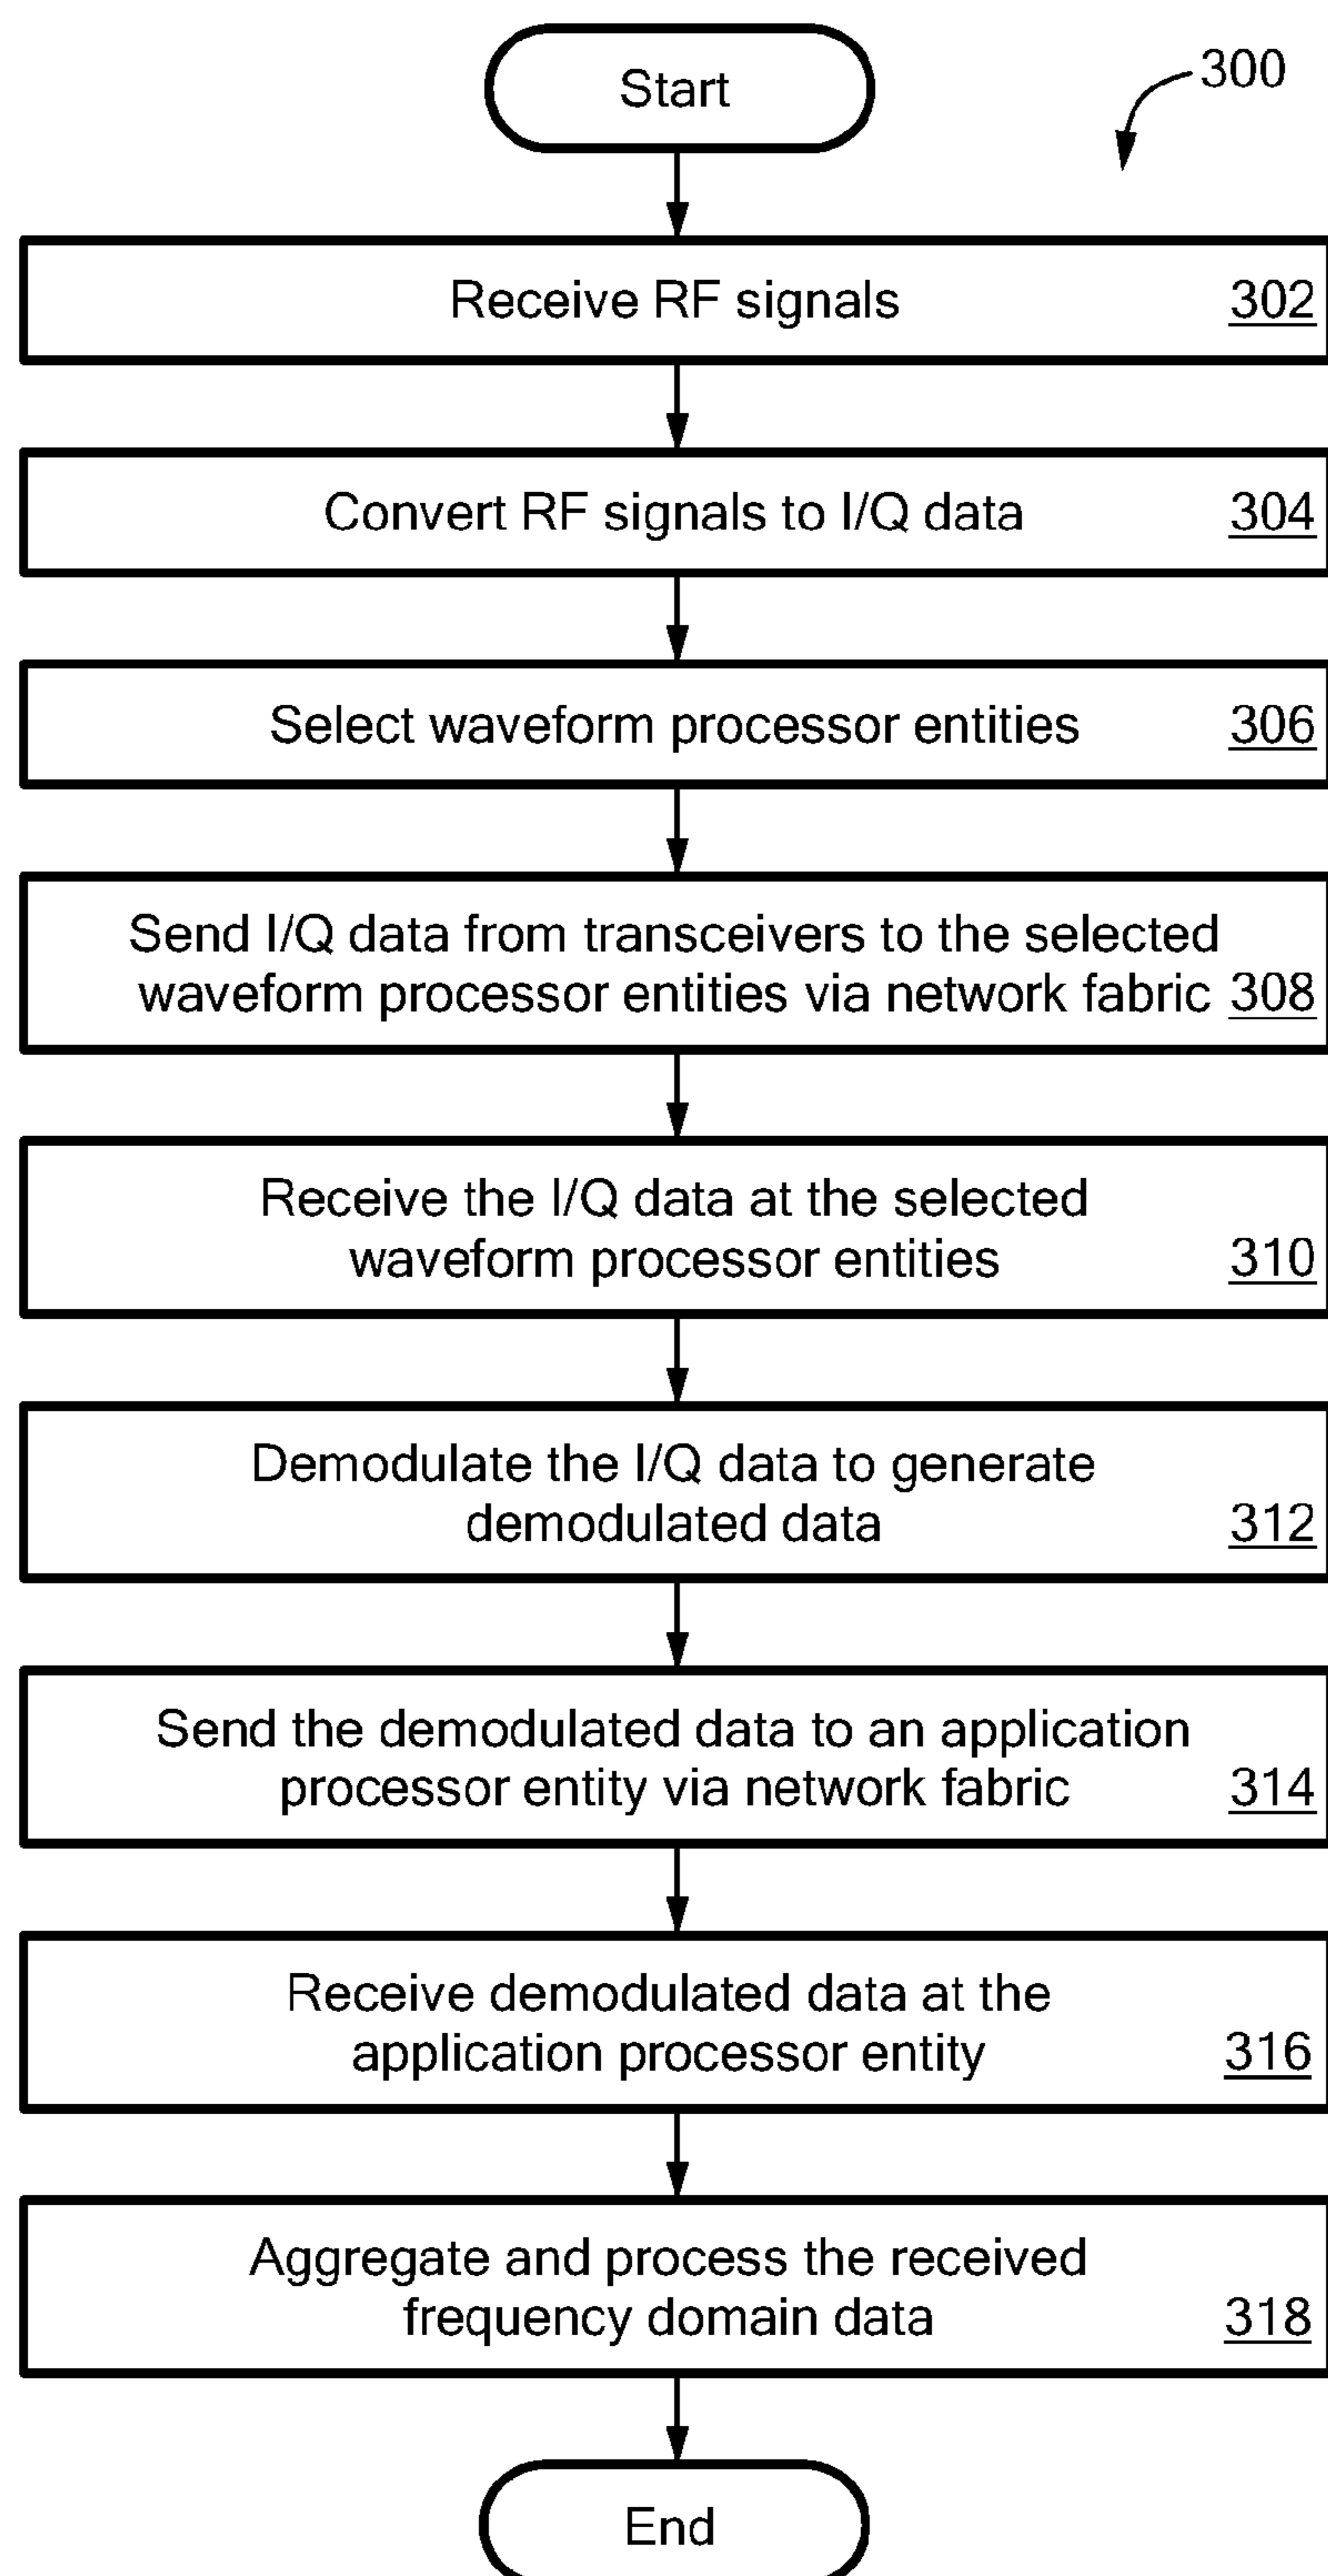 Start
300
Receive RF signals 302
Convert RF signals to I/Q data 304
Select waveform processor entities 306
Send I/Q data from transceivers to the selected
waveform processor entities via network fabric 308
Receive the I/Q data at the selected
waveform processor entities 310
Demodulate the I/Q data to generate
demodulated data 312
Send the demodulated data to an application
processor entity via network fabric 314
Receive demodulated data at the
application processor entity 316
Aggregate and process the received
frequency domain data 318
End